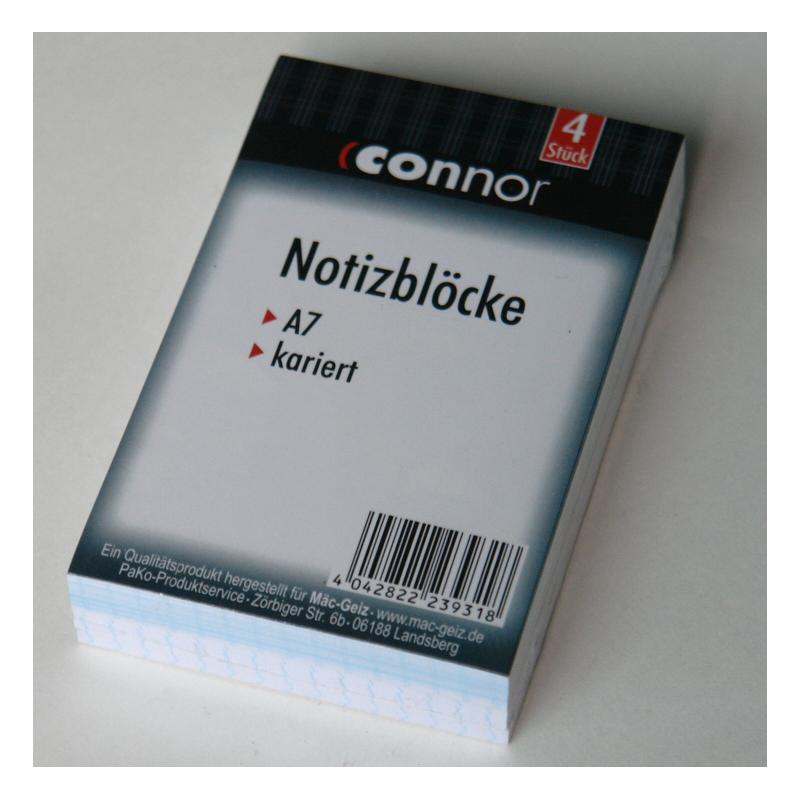 4
Stück
connor
Notizblöcke
A7
kariert
4 042822 239318
Ein Qualitätsprodukt hergestellt für Mäc-Geiz · www.mac-geiz.de
PaKo-Produktservice · Zörbiger Str. 6b · 06188 Landsberg